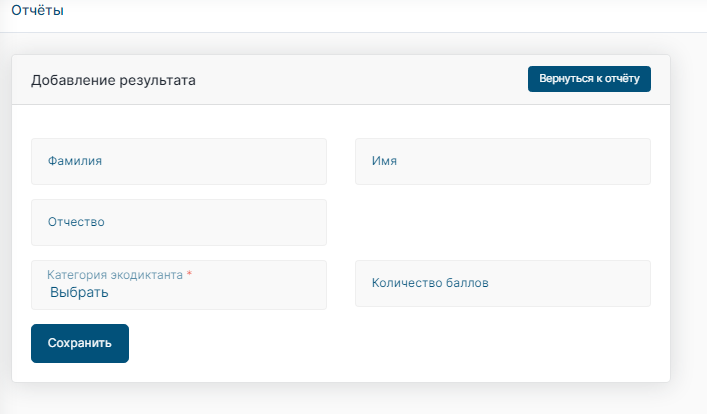 Отчёты
Добавление результата
Вернуться к отчёту
Фамилия
Имя
Отчество
Категория экодиктанта *
Выбрать
Количество баллов
Сохранить